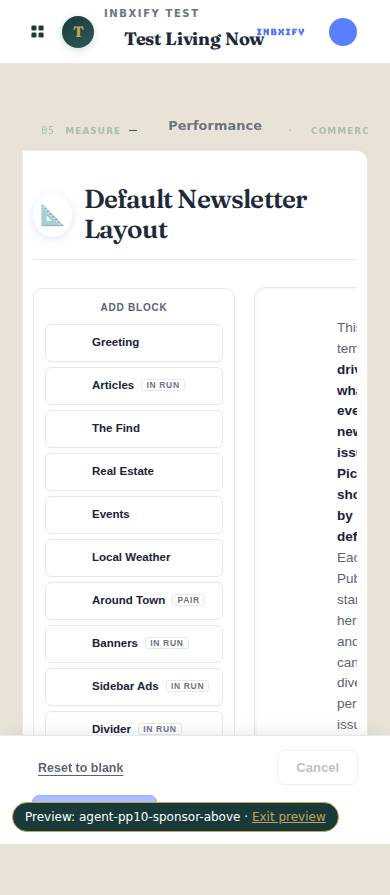 INBXIFY TEST
T
Test Living Now
INBXIFY
05 MEASURE — Performance · COMMERC
Default Newsletter
Layout
ADD BLOCK
Greeting
Articles IN RUN
The Find
Real Estate
Events
Local Weather
Around Town PAIR
Banners IN RUN
Sidebar Ads IN RUN
Divider IN RUN
This
tem
driv
wha
eve
new
issu
Pic
sho
by
def
Eac
Pub
star
her
and
can
dive
per
issu
Reset to blank
Cancel
Preview: agent-pp10-sponsor-above · Exit preview